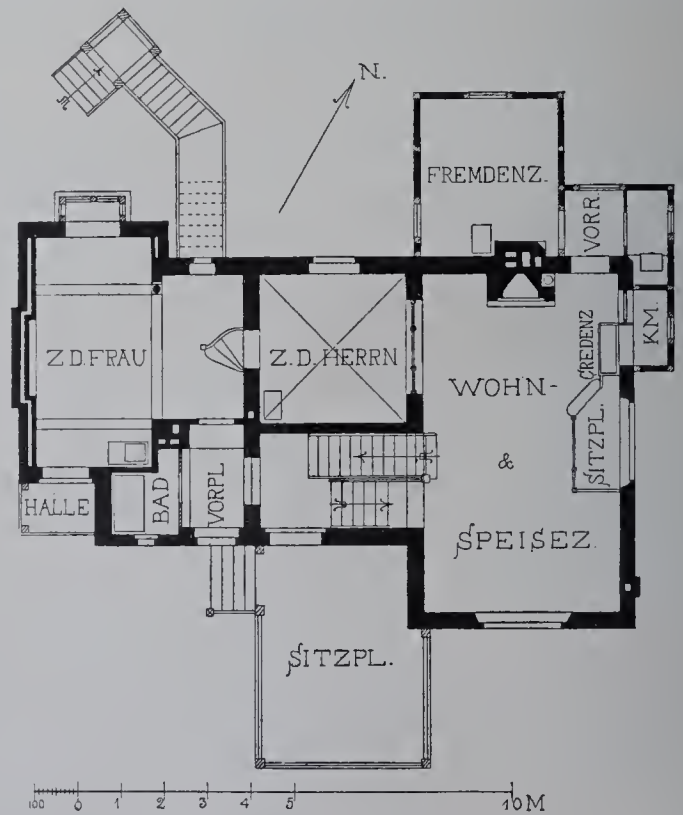 N.
FREMDENZ.
VORR.
Z.D.FRAU
Z.D.HERRN
WOHN-
&
SPEISEZ.
CREDENZ
KM.
SITZPL.
HALLE
BAD
VORPL
SITZPL.
100 0 1 2 3 4 5 10 M